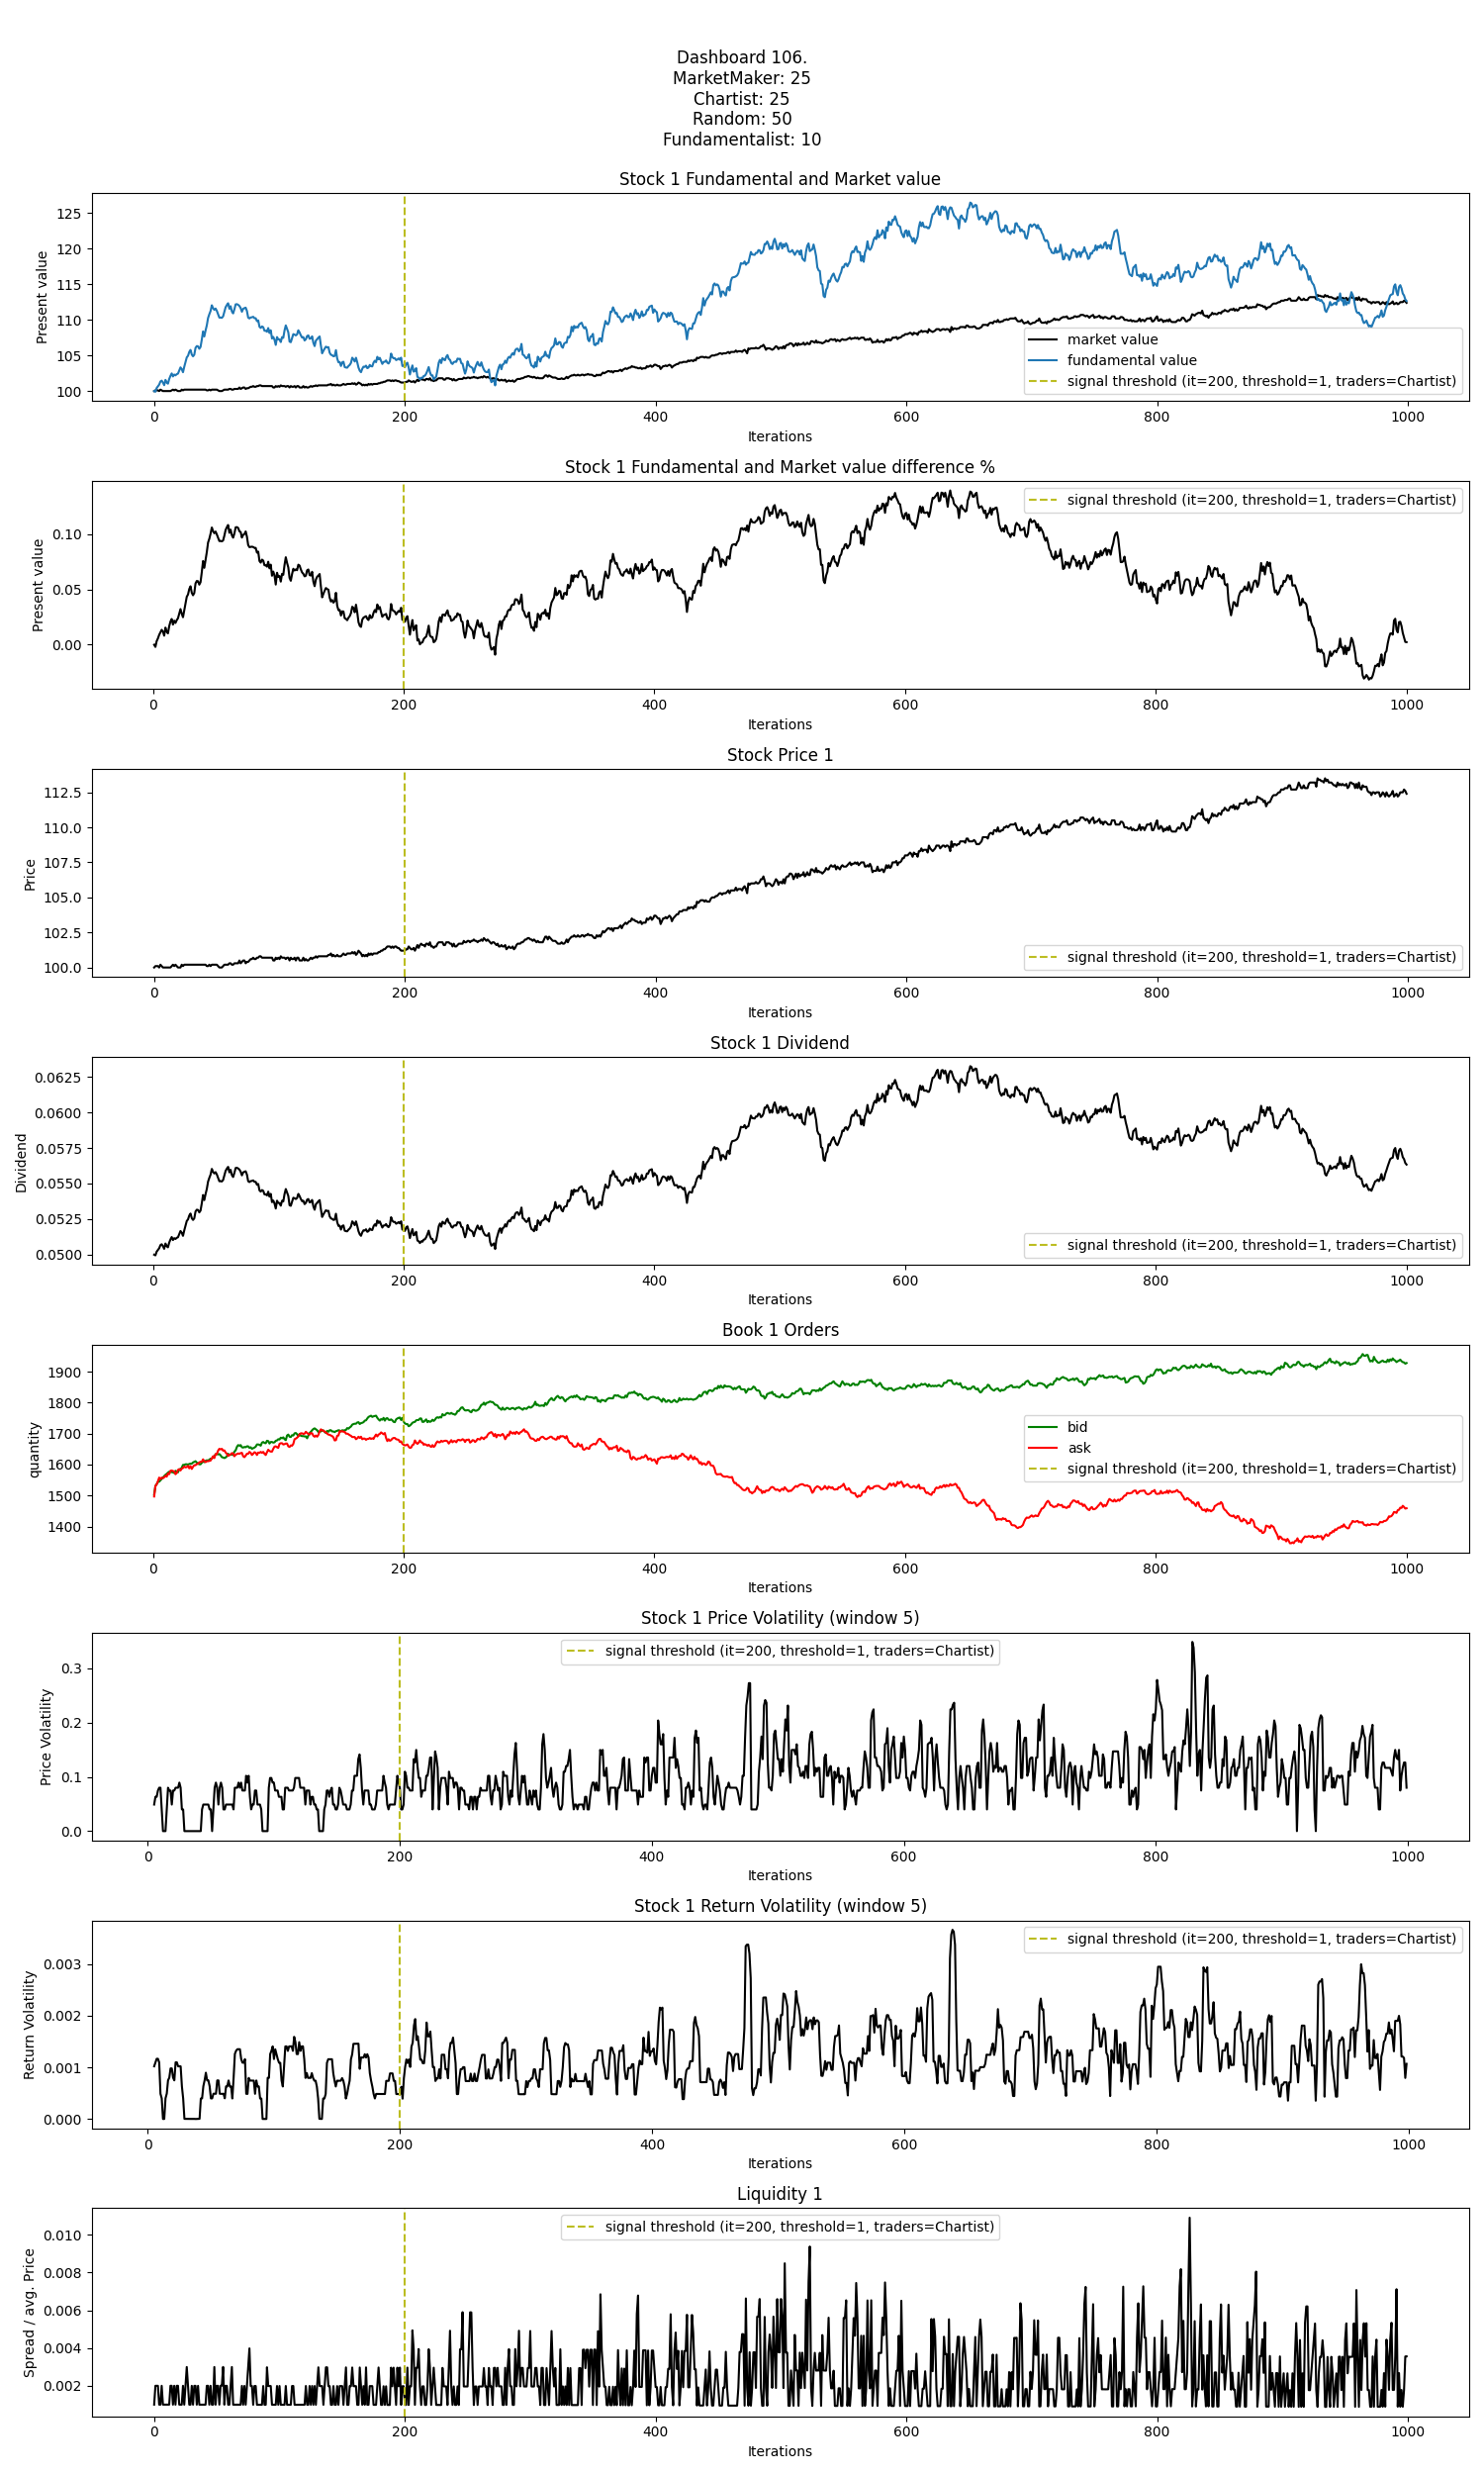 Dashboard 106.
MarketMaker: 25
Chartist: 25
Random: 50
Fundamentalist: 10
Stock 1 Fundamental and Market value
Present value
125
120
115
110
105
100
market value
fundamental value
signal threshold (it=200, threshold=1, traders=Chartist)
0 200 400 600 800 1000
Iterations
Stock 1 Fundamental and Market value difference %
Present value
0.10
0.05
0.00
signal threshold (it=200, threshold=1, traders=Chartist)
0 200 400 600 800 1000
Iterations
Stock Price 1
Price
112.5
110.0
107.5
105.0
102.5
100.0
signal threshold (it=200, threshold=1, traders=Chartist)
0 200 400 600 800 1000
Iterations
Stock 1 Dividend
Dividend
0.0625
0.0600
0.0575
0.0550
0.0525
0.0500
signal threshold (it=200, threshold=1, traders=Chartist)
0 200 400 600 800 1000
Iterations
Book 1 Orders
quantity
1900
1800
1700
1600
1500
1400
bid
ask
signal threshold (it=200, threshold=1, traders=Chartist)
0 200 400 600 800 1000
Iterations
Stock 1 Price Volatility (window 5)
Price Volatility
0.3
0.2
0.1
0.0
signal threshold (it=200, threshold=1, traders=Chartist)
0 200 400 600 800 1000
Iterations
Stock 1 Return Volatility (window 5)
Return Volatility
0.003
0.002
0.001
0.000
signal threshold (it=200, threshold=1, traders=Chartist)
0 200 400 600 800 1000
Iterations
Liquidity 1
Spread / avg. Price
0.010
0.008
0.006
0.004
0.002
signal threshold (it=200, threshold=1, traders=Chartist)
0 200 400 600 800 1000
Iterations